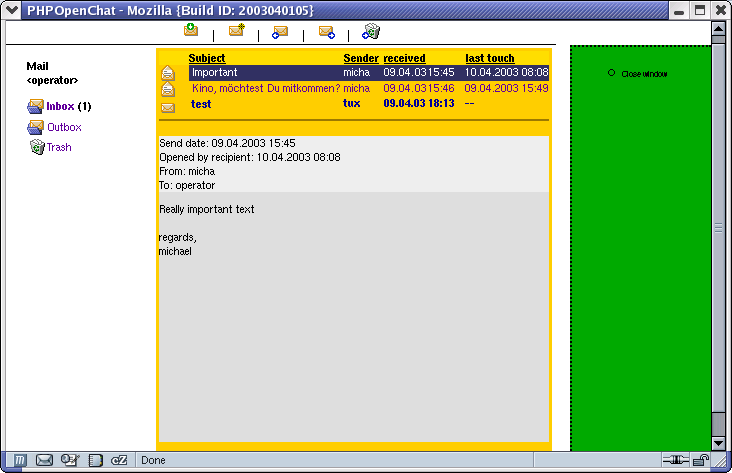 PHPOpenChat - Mozilla {Build ID: 2003040105}
Mail
<operator>
Inbox (1)
Outbox
Trash
Subject Sender received last touch
Important micha 09.04.03 15:45 10.04.2003 08:08
Kino, möchtest Du mitkommen? micha 09.04.03 15:46 09.04.2003 15:49
test tux 09.04.03 18:13 --
Send date: 09.04.2003 15:45
Opened by recipient: 10.04.2003 08:08
From: micha
To: operator
Really important text
regards,
michael
Close window
Done